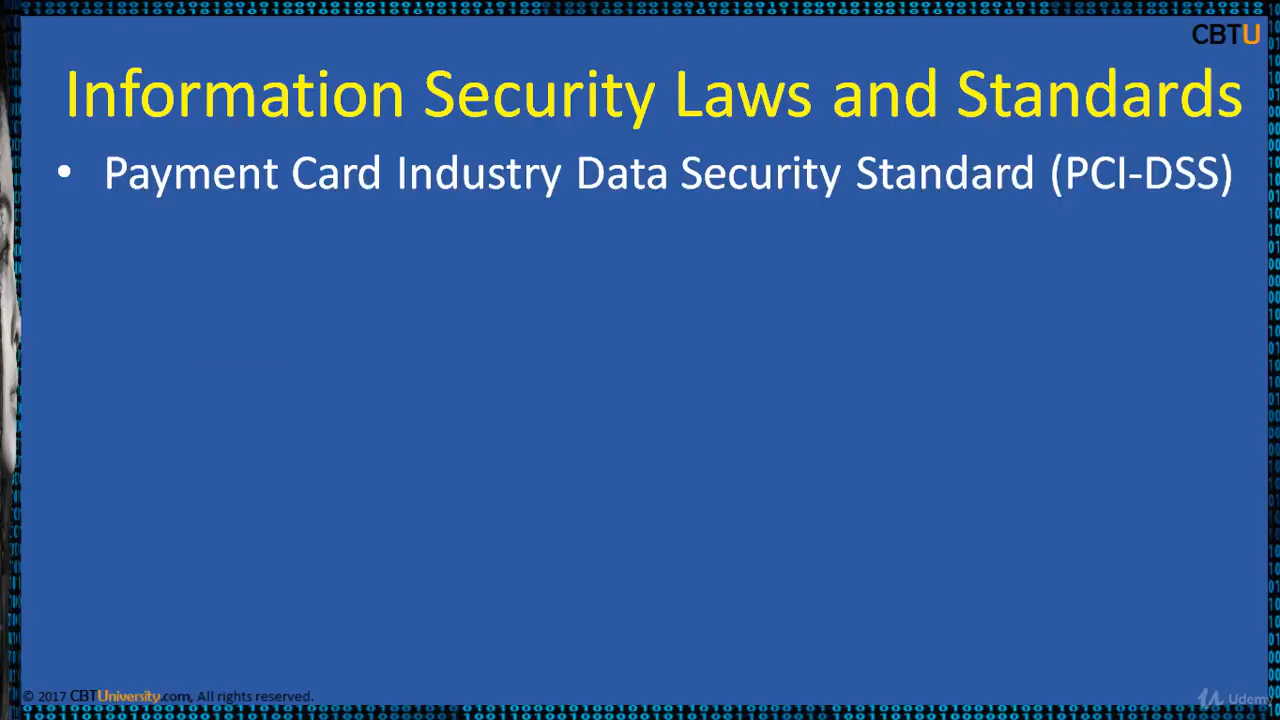 CBTU
Information Security Laws and Standards
• Payment Card Industry Data Security Standard (PCI-DSS)
© 2017 CBTUniversity.com, All rights reserved.
Udemy